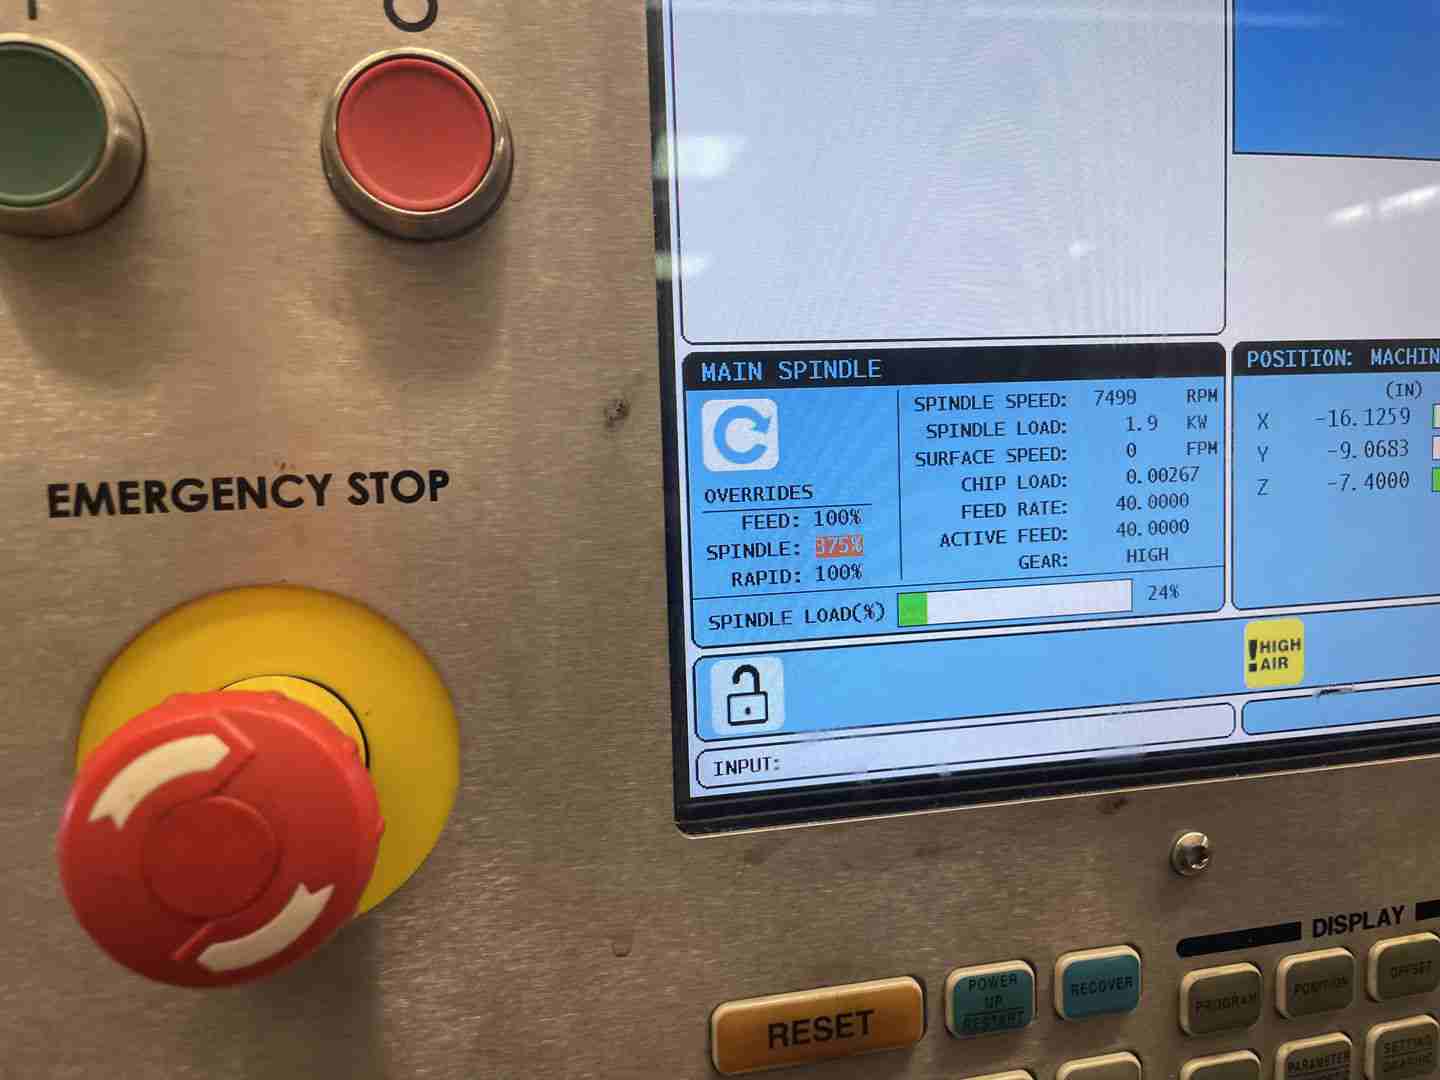 EMERGENCY STOP
MAIN SPINDLE
OVERRIDES
FEED: 100%
SPINDLE: 375%
RAPID: 100%
SPINDLE SPEED: 7499 RPM
SPINDLE LOAD: 1.9 KW
SURFACE SPEED: 0 FPM
CHIP LOAD: 0.00267
FEED RATE: 40.0000
ACTIVE FEED: 40.0000
GEAR: HIGH
SPINDLE LOAD(%) 24%
POSITION: MACHIN
(IN)
X -16.1259
Y -9.0683
Z -7.4000
!HIGH
AIR
INPUT:
DISPLAY
RESET
POWER
UP
RESTART
RECOVER
PROGRAM
POSITION
OFFSET
PARAMETER
SETTING
GRAPHIC